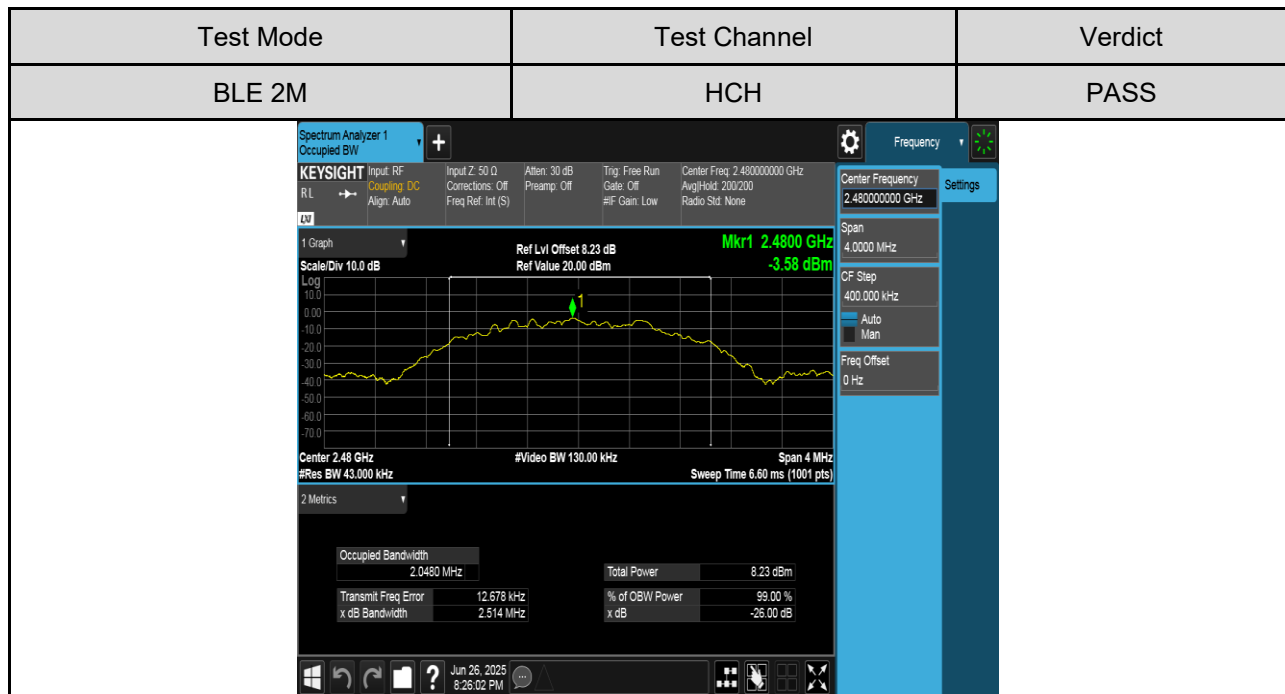 Test Mode Test Channel Verdict
BLE 2M HCH PASS
Spectrum Analyzer 1
Occupied BW
+
Frequency
KEYSIGHT
R L
LXI
Input: RF
Coupling: DC
Align: Auto
Input Z: 50 Ω
Corrections: Off
Freq Ref: Int (S)
Atten: 30 dB
Preamp: Off
Trig: Free Run
Gate: Off
#IF Gain: Low
Center Freq: 2.480000000 GHz
Avg|Hold: 200/200
Radio Std: None
Center Frequency
2.480000000 GHz
Settings
Span
4.0000 MHz
CF Step
400.000 kHz
Auto
Man
Freq Offset
0 Hz
1 Graph
Scale/Div 10.0 dB
Ref Lvl Offset 8.23 dB
Ref Value 20.00 dBm
Mkr1 2.4800 GHz
-3.58 dBm
Log
10.0
0.00
-10.0
-20.0
-30.0
-40.0
-50.0
-60.0
-70.0
1
Center 2.48 GHz
#Res BW 43.000 kHz
#Video BW 130.00 kHz
Span 4 MHz
Sweep Time 6.60 ms (1001 pts)
2 Metrics
Occupied Bandwidth
2.0480 MHz
Total Power 8.23 dBm
Transmit Freq Error 12.678 kHz
% of OBW Power 99.00 %
x dB Bandwidth 2.514 MHz
x dB -26.00 dB
?
Jun 26, 2025
8:26:02 PM